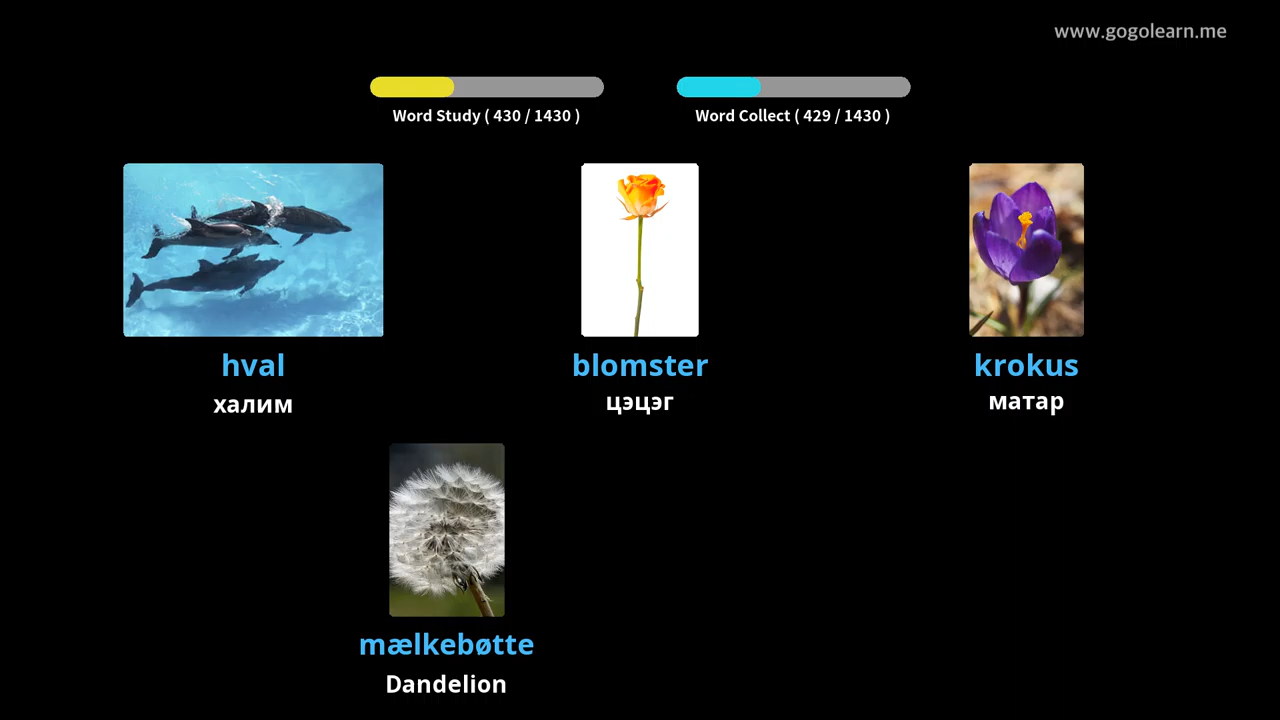 www.gogolearn.me
Word Study ( 430 / 1430 )
Word Collect ( 429 / 1430 )
hval
blomster
krokus
халим
цэцэг
матар
mælkebøtte
Dandelion